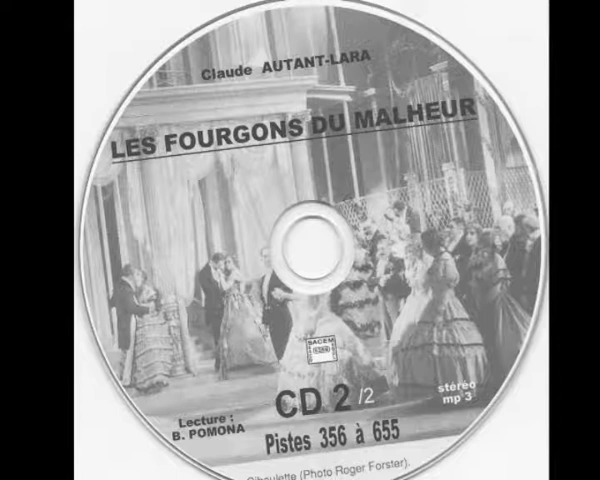 Claude AUTANT-LARA
LES FOURGONS DU MALHEUR
SACEM
CD 2 /2
stéréo
mp 3
Lecture :
B. POMONA
Pistes 356 à 655
(Photo Roger Forster).